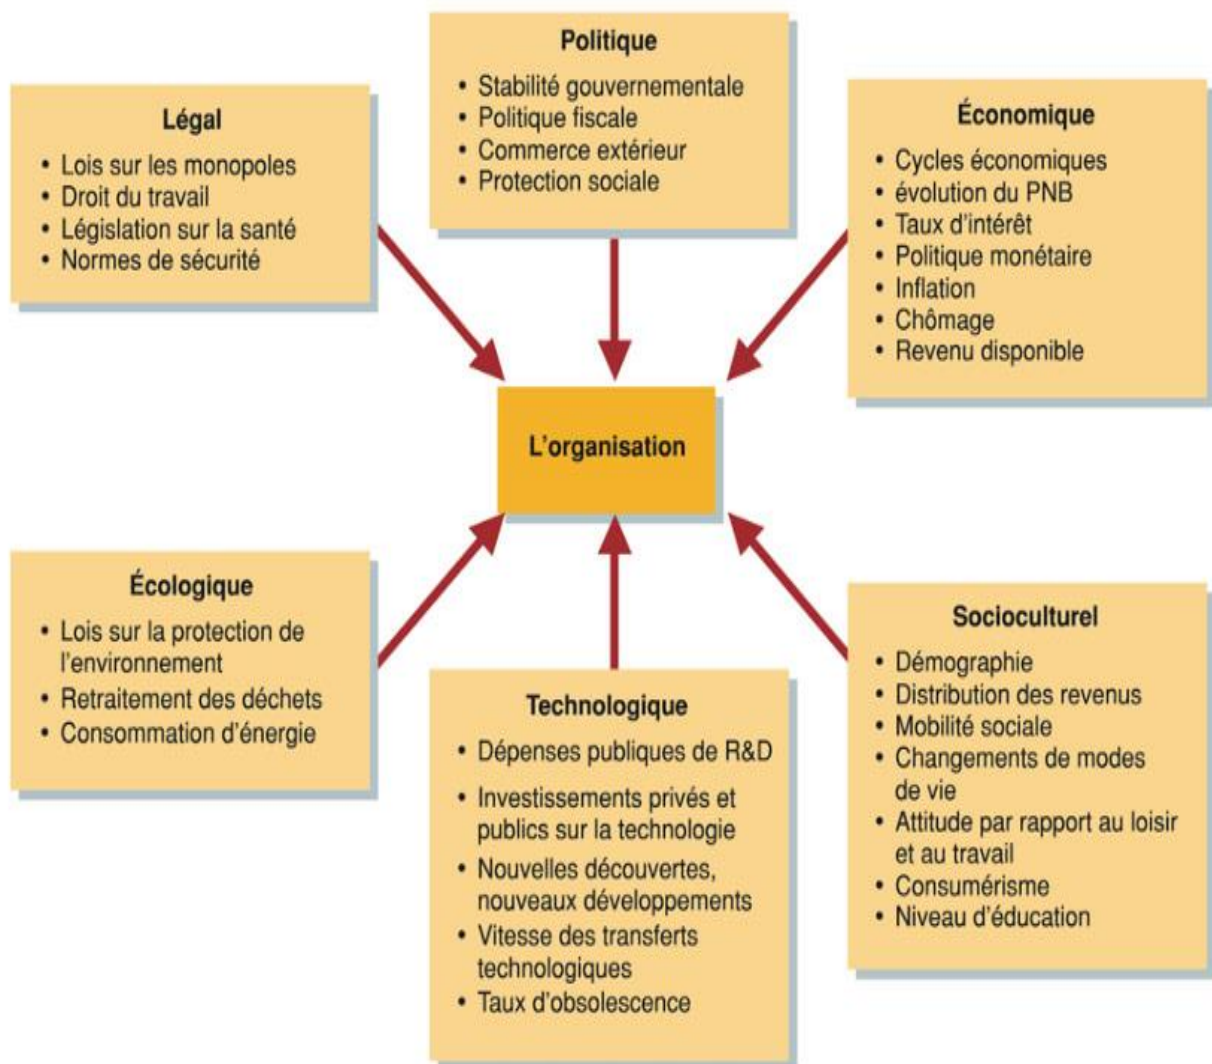 Politique
• Stabilité gouvernementale
• Politique fiscale
• Commerce extérieur
• Protection sociale
Légal
• Lois sur les monopoles
• Droit du travail
• Législation sur la santé
• Normes de sécurité
Économique
• Cycles économiques
• évolution du PNB
• Taux d'intérêt
• Politique monétaire
• Inflation
• Chômage
• Revenu disponible
L'organisation
Écologique
• Lois sur la protection de
l'environnement
• Retraitement des déchets
• Consommation d'énergie
Technologique
• Dépenses publiques de R&D
• Investissements privés et
publics sur la technologie
• Nouvelles découvertes,
nouveaux développements
• Vitesse des transferts
technologiques
• Taux d'obsolescence
Socioculturel
• Démographie
• Distribution des revenus
• Mobilité sociale
• Changements de modes
de vie
• Attitude par rapport au loisir
et au travail
• Consumérisme
• Niveau d'éducation